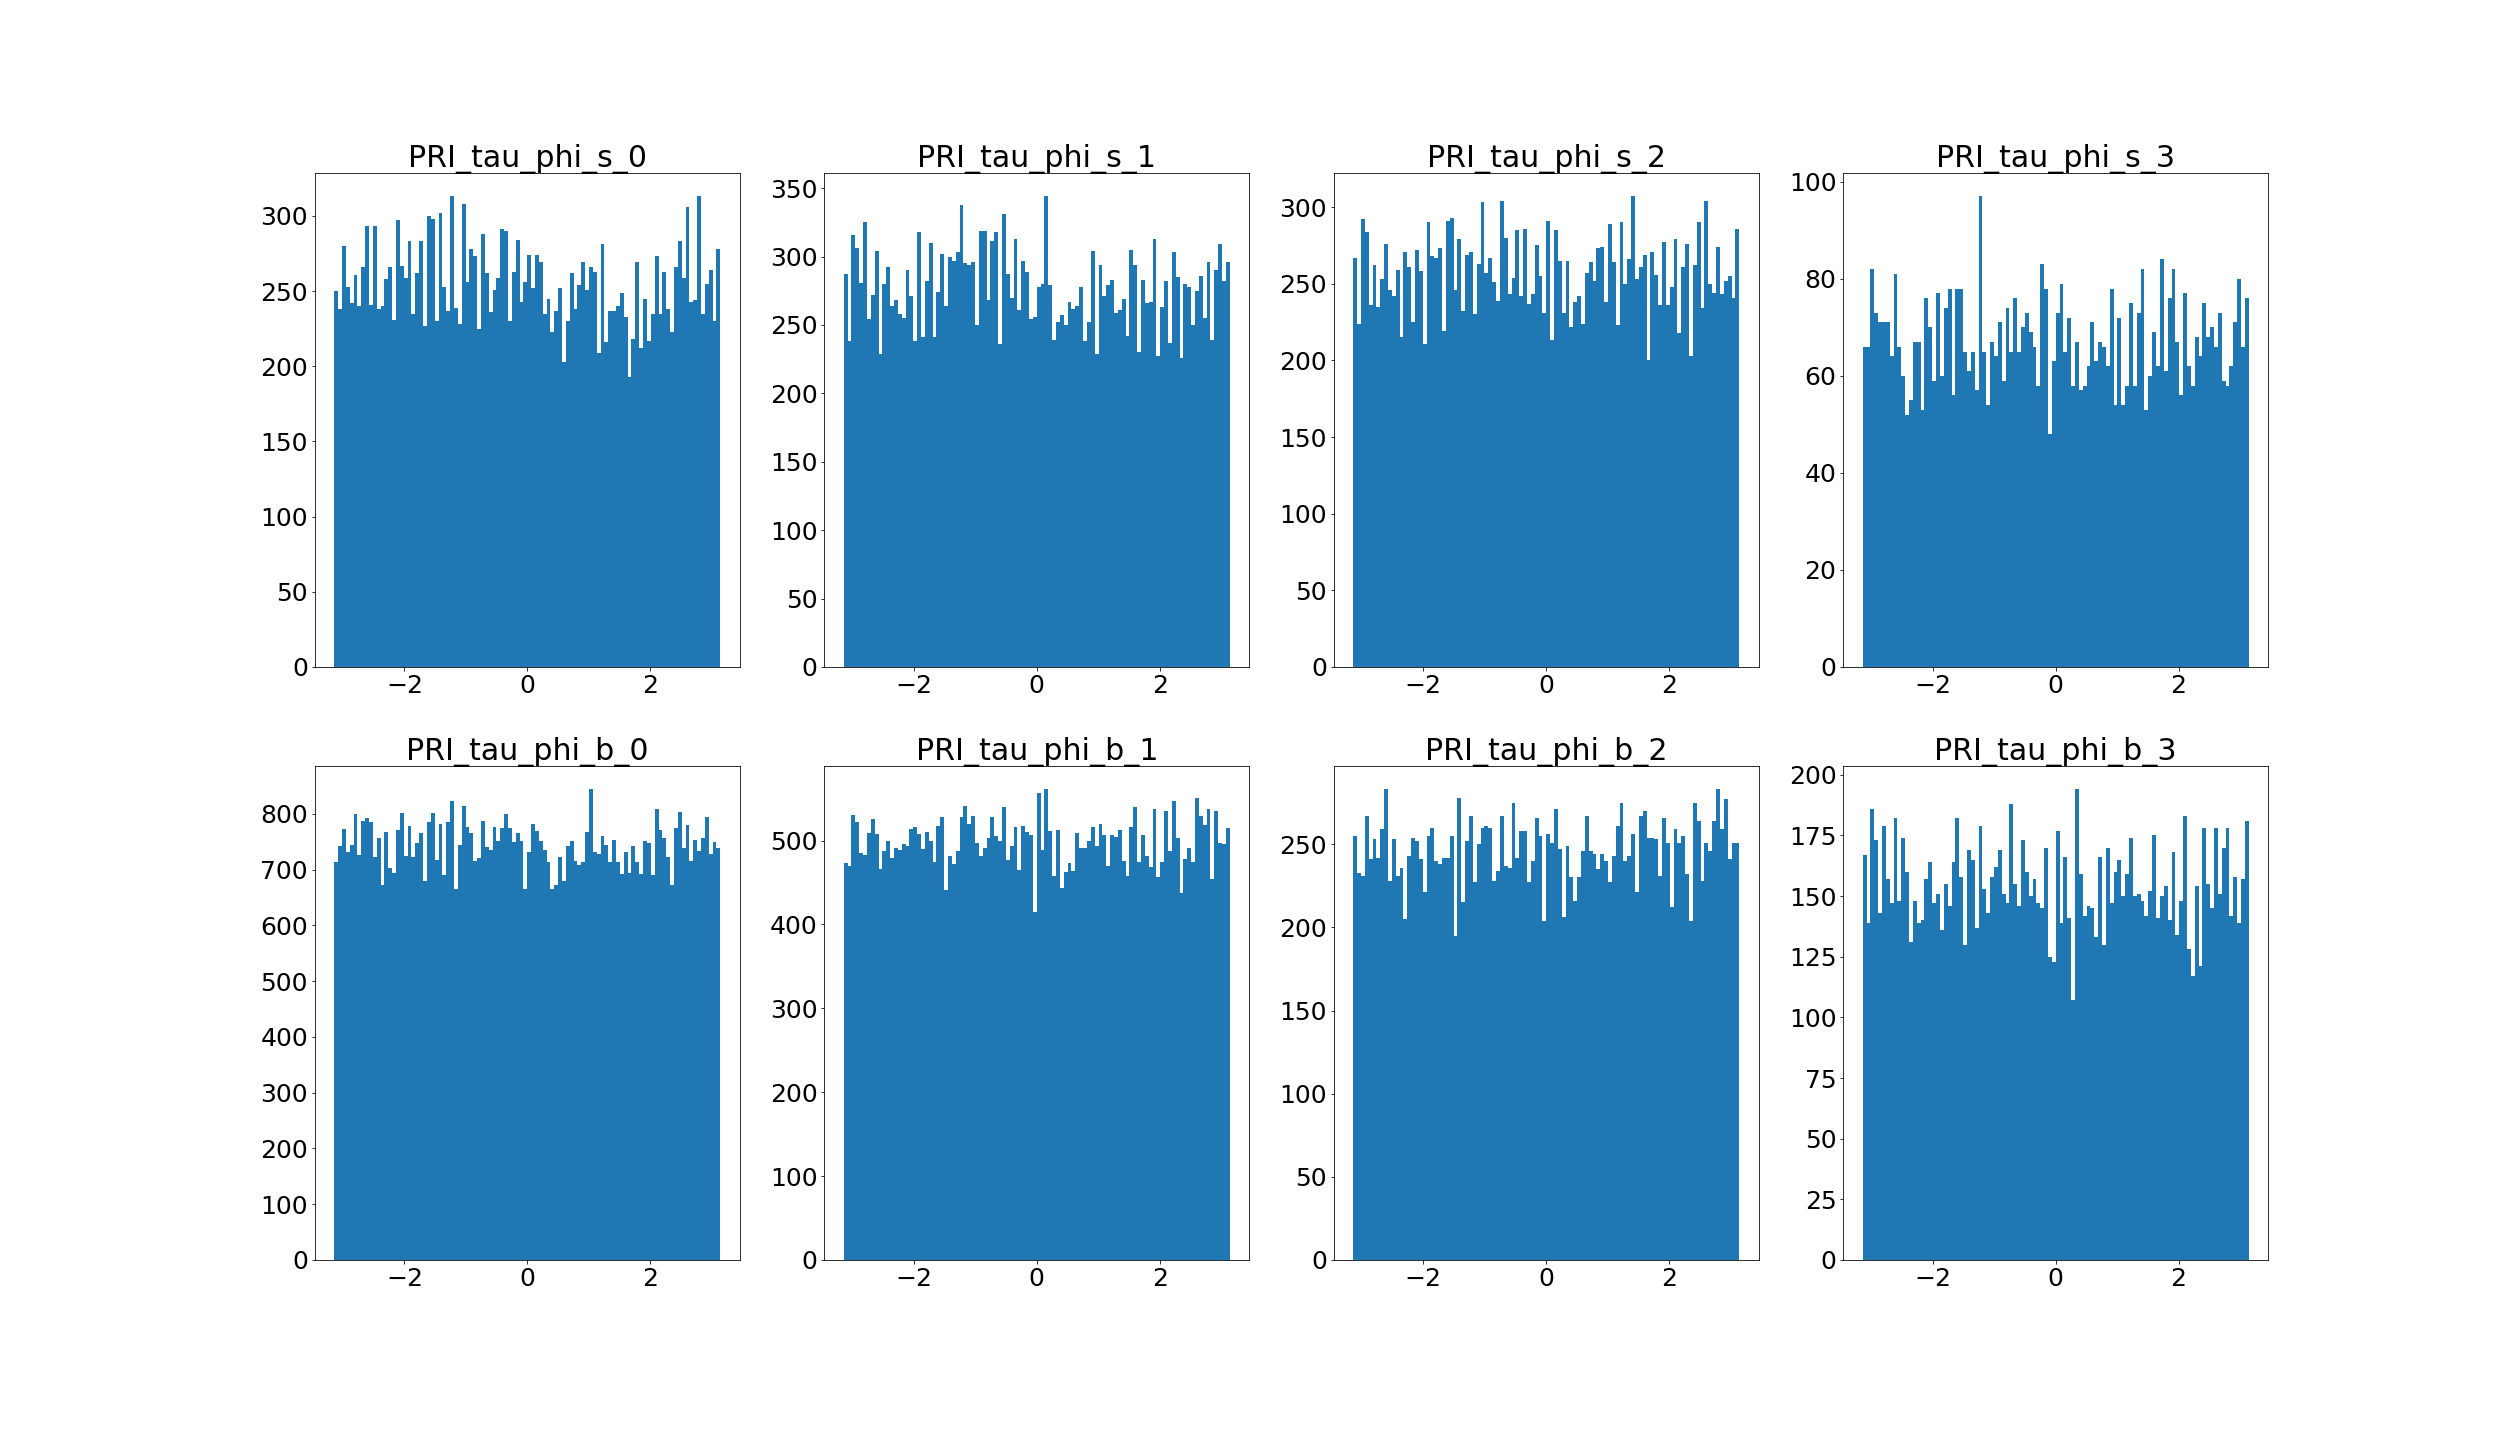 PRI_tau_phi_s_0 PRI_tau_phi_s_1 PRI_tau_phi_s_2 PRI_tau_phi_s_3
300 350 300 100
250 300 250 80
200 250 200 60
150 200 150 40
100 150 100 20
50 100 50 0
0 50 0
0
−2 0 2 −2 0 2 −2 0 2 −2 0 2
PRI_tau_phi_b_0 PRI_tau_phi_b_1 PRI_tau_phi_b_2 PRI_tau_phi_b_3
800 500 250 200
700 400 200 175
600 300 150 150
500 200 100 125
400 100 50 100
300 0 0 75
200 50
100 25
0 0
−2 0 2 −2 0 2 −2 0 2 −2 0 2